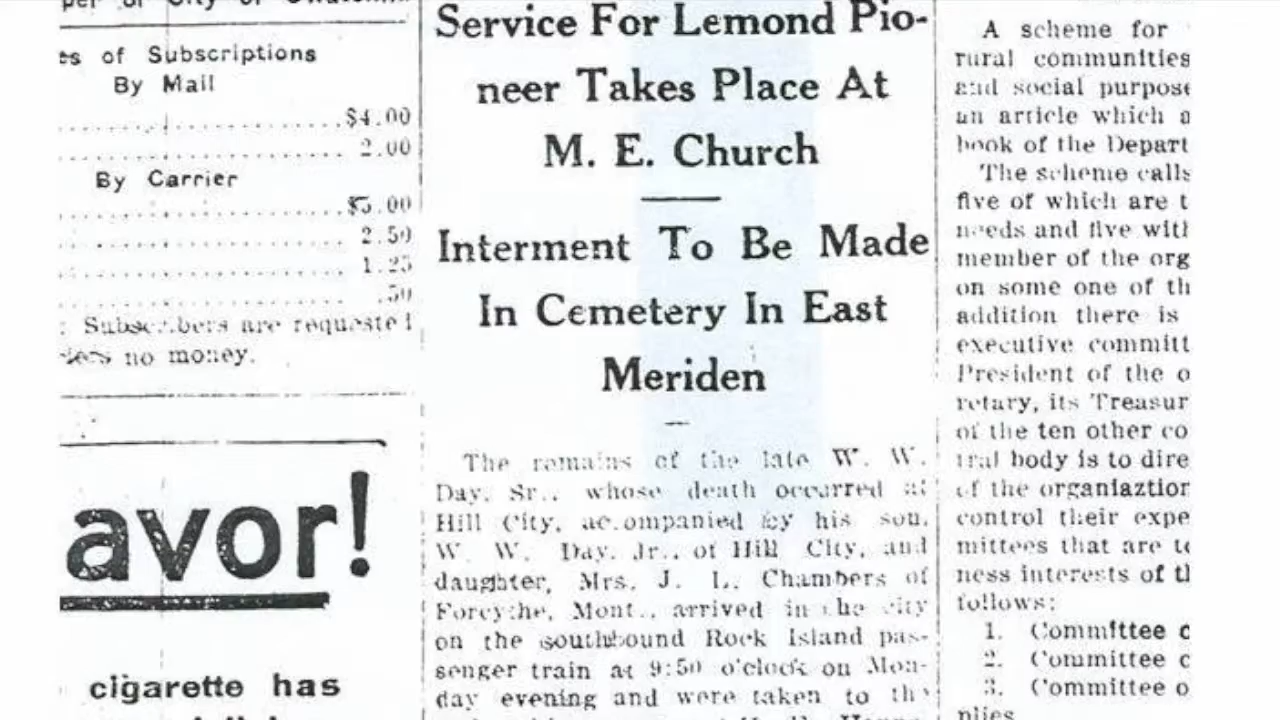 es of Subscriptions
By Mail
$4.00
2.00
By Carrier
$5.00
2.50
1.25
.50
: Subscribers are requested
no money.
avor!
cigarette has
Service For Lemond Pio-
neer Takes Place At
M. E. Church
Interment To Be Made
In Cemetery In East
Meriden
The remains of the late W. W.
Day, Sr., whose death occurred at
Hill City, accompanied by his son,
W. W. Day, Jr., of Hill City, and
daughter, Mrs. J. L. Chambers of
Forcythe, Mont., arrived in the city
on the southbound Rock Island pas-
senger train at 9:50 o'clock on Mon-
day evening and were taken to the
A scheme for
rural communities
and social purpose
an article which a
book of the Depart
The scheme calls
five of which are t
needs and five with
member of the org
on some one of th
addition there is
executive committ
President of the o
retary, its Treasur
of the ten other co
tral body is to dire
of the organiaztion
control their expe
mittees that are to
ness interests of tl
follows:
1. Committee c
2. Committee c
3. Committee o
plies